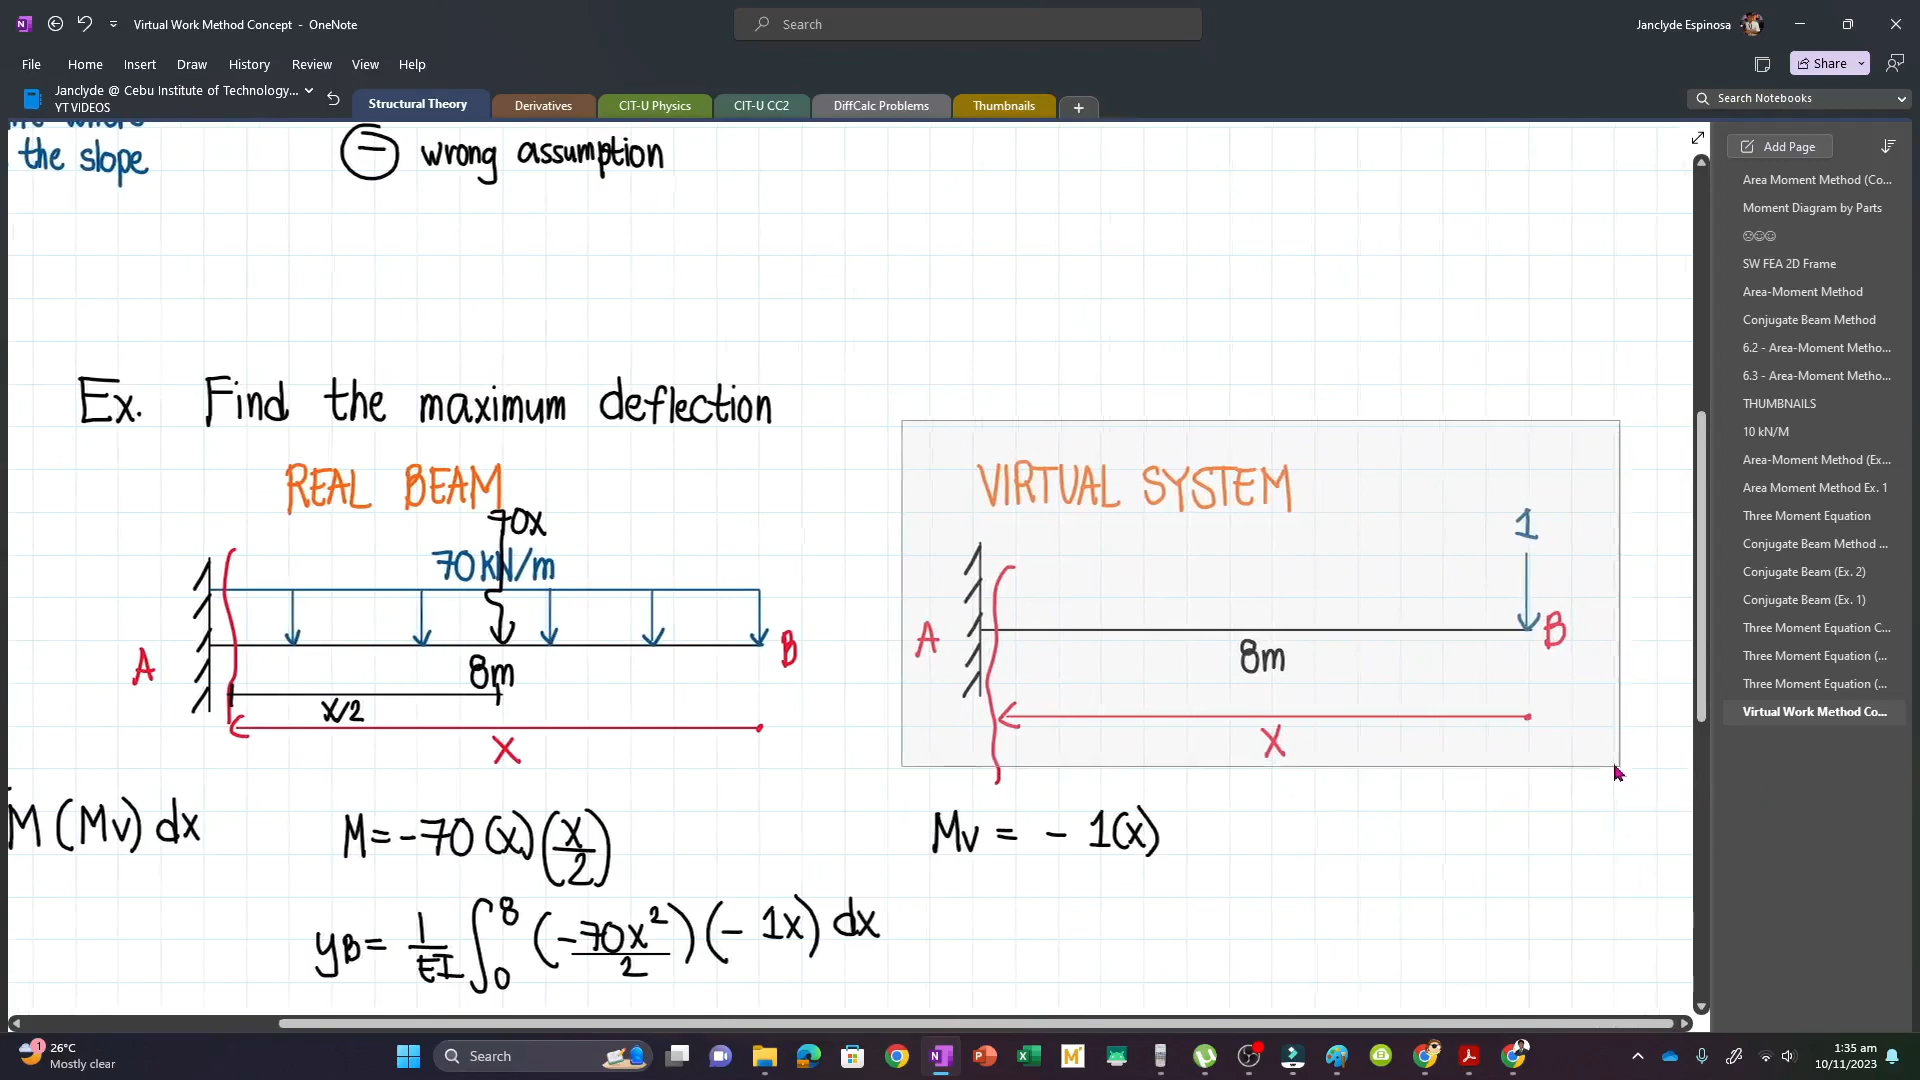 Virtual Work Method Concept - OneNote
Search
Janclyde Espinosa
File Home Insert Draw History Review View Help
Share
Janclyde @ Cebu Institute of Technology...
YT VIDEOS
Structural Theory Derivatives CIT-U Physics CIT-U CC2 DiffCalc Problems Thumbnails +
Search Notebooks
Add Page
Area Moment Method (Co...
Moment Diagram by Parts
☹☺☺
SW FEA 2D Frame
Area-Moment Method
Conjugate Beam Method
6.2 - Area-Moment Metho...
6.3 - Area-Moment Metho...
THUMBNAILS
10 kN/M
Area-Moment Method (Ex...
Area Moment Method Ex. 1
Three Moment Equation
Conjugate Beam Method ...
Conjugate Beam (Ex. 2)
Conjugate Beam (Ex. 1)
Three Moment Equation C...
Three Moment Equation (...
Three Moment Equation (...
Virtual Work Method Co...
where
the slope
− wrong assumption
Ex. Find the maximum deflection
REAL BEAM
70x
70kN/m
A
B
8m
x/2
X
VIRTUAL SYSTEM
1
A
B
8m
X
M (Mv) dx
M=-70(x)(x/2)
Mv = - 1(x)
yB= 1/EI ∫₀⁸ (-70x²/2)(- 1x) dx
1
26°C
Mostly clear
Search
1:35 am
10/11/2023